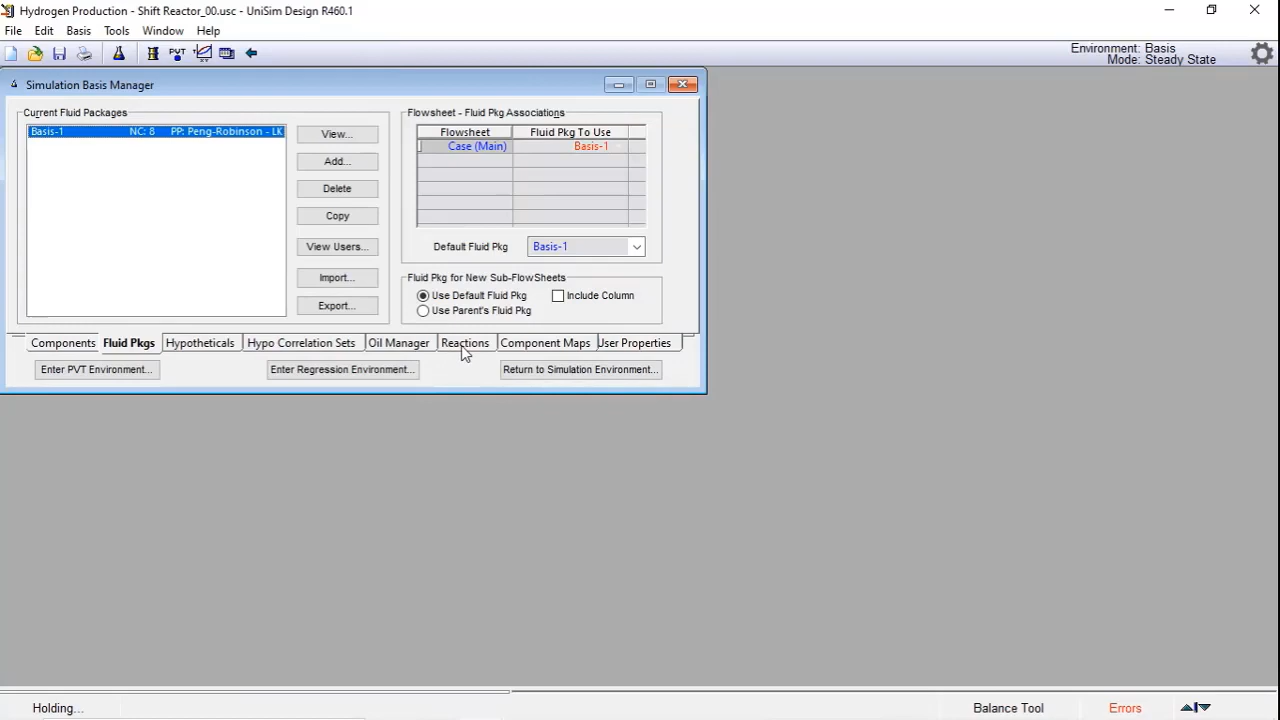 Hydrogen Production - Shift Reactor_00.usc - UniSim Design R460.1
File Edit Basis Tools Window Help
PVT
Environment: Basis
Mode: Steady State
Simulation Basis Manager
Current Fluid Packages
Basis-1 NC: 8 PP: Peng-Robinson - LK
View...
Add...
Delete
Copy
View Users...
Import...
Export...
Flowsheet - Fluid Pkg Associations
Flowsheet Fluid Pkg To Use
Case (Main) Basis-1
Default Fluid Pkg Basis-1
Fluid Pkg for New Sub-FlowSheets
Use Default Fluid Pkg Include Column
Use Parent's Fluid Pkg
Components Fluid Pkgs Hypotheticals Hypo Correlation Sets Oil Manager Reactions Component Maps User Properties
Enter PVT Environment... Enter Regression Environment... Return to Simulation Environment...
Holding... Balance Tool Errors